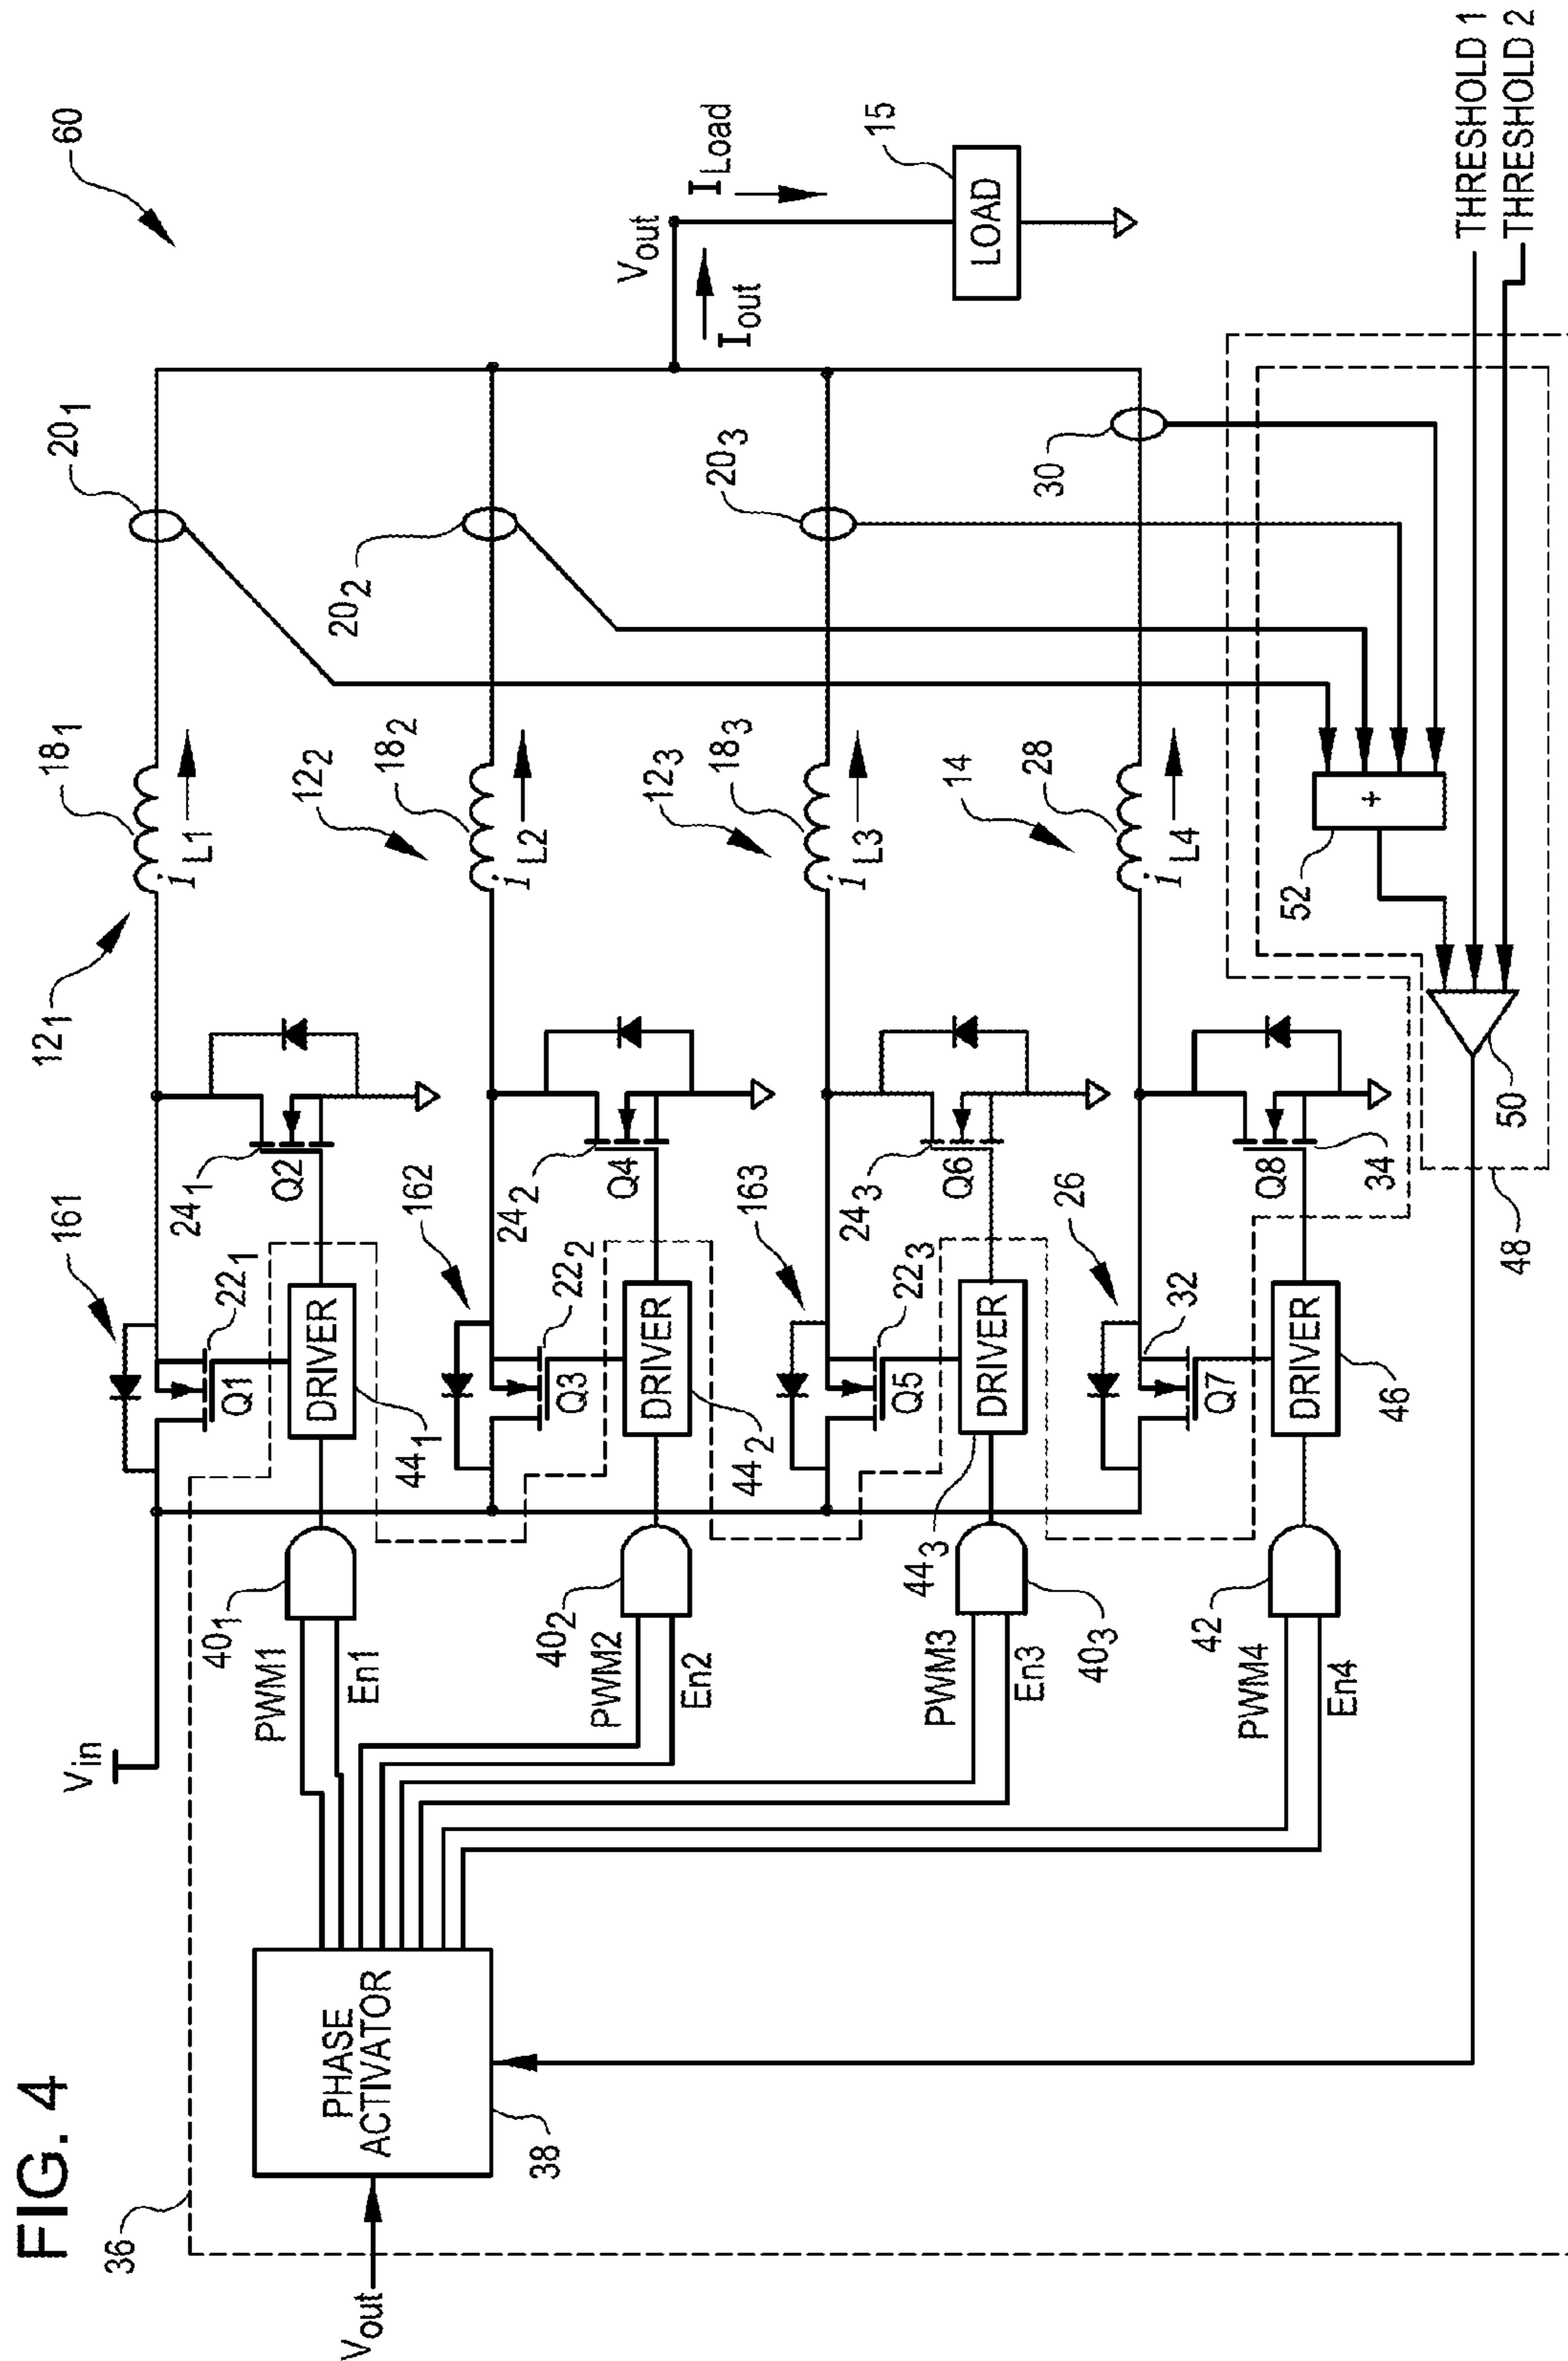 FIG. 4
60
36
Vout
PHASE
ACTIVATOR
38
Vin
PWM1
En1
401
DRIVER
441
161
Q1
221
241
Q2
121
181
iL1
201
PWM2
En2
402
DRIVER
442
162
Q3
222
242
Q4
122
182
iL2
202
Vout
Iout
ILoad
LOAD
15
PWM3
En3
403
DRIVER
443
163
Q5
223
243
Q6
123
183
iL3
203
PWM4
En4
42
DRIVER
46
26
Q7
32
Q8
34
14
28
iL4
30
52
+
50
48
THRESHOLD 1
THRESHOLD 2